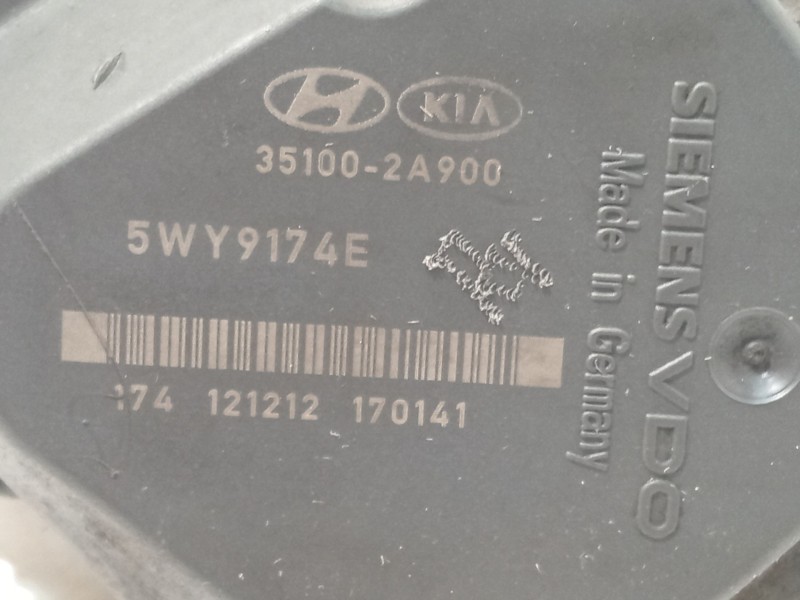 KIA
35100-2A900
5WY9174E
174 121212 170141
SIEMENS VDO
Made in Germany